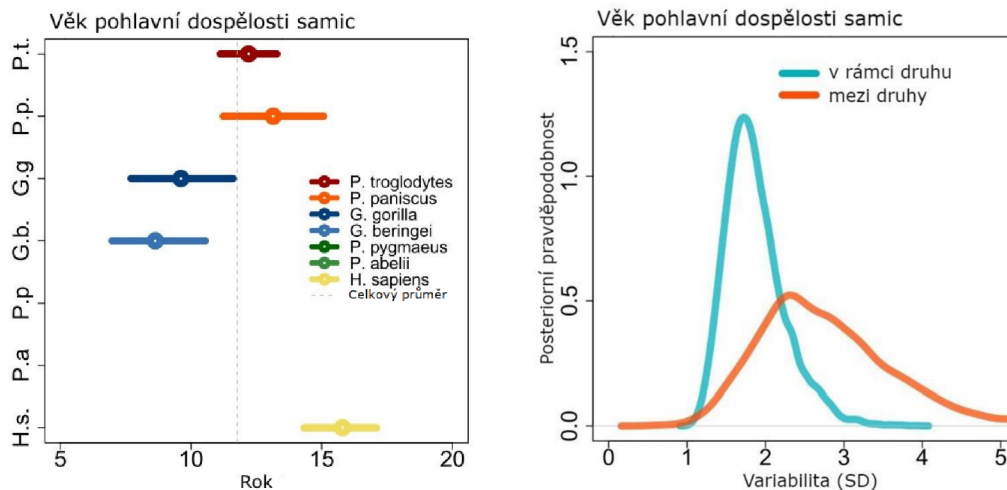 Věk pohlavní dospělosti samic
P.t.
P.p.
G.g
G.b.
P.p
P.a
H.s.
P. troglodytes
P. paniscus
G. gorilla
G. beringei
P. pygmaeus
P. abelii
H. sapiens
Celkový průměr
5 10 15 20
Rok
Věk pohlavní dospělosti samic
Posteriorní pravděpodobnost
1.5
1.0
0.5
0.0
v rámci druhu
mezi druhy
0 1 2 3 4 5
Variabilita (SD)